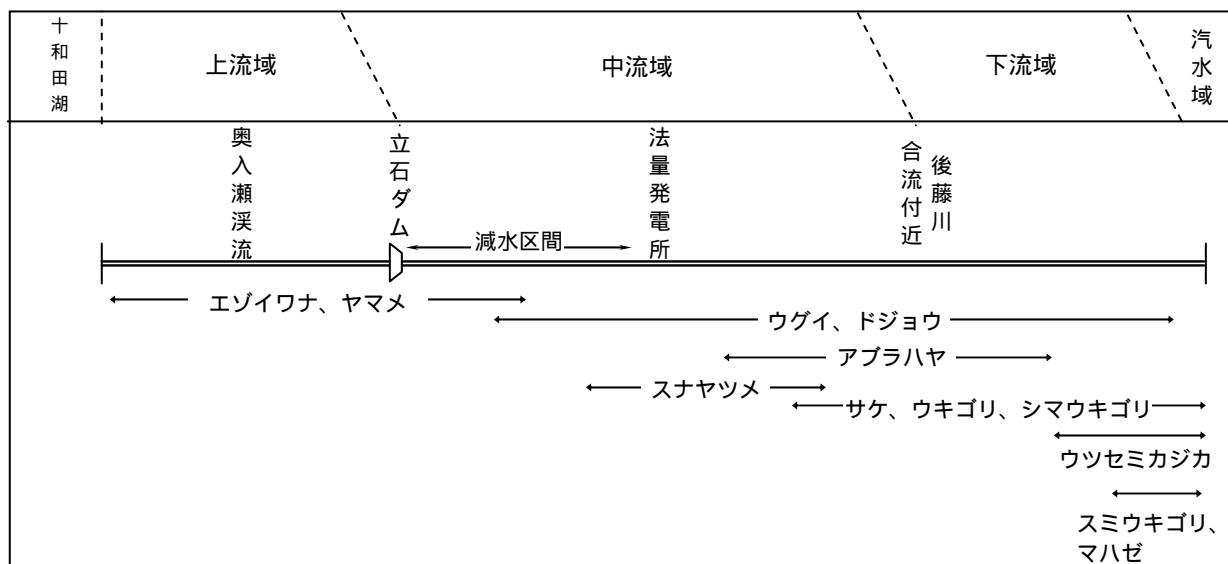 十和田湖
上流域
中流域
下流域
汽水域
奥入瀬渓流
立石ダム
法量発電所
後藤川
合流付近
減水区間
エゾイワナ、ヤマメ
ウグイ、ドジョウ
アブラハヤ
スナヤツメ
サケ、ウキゴリ、シマウキゴリ
ウツセミカジカ
スミウキゴリ、
マハゼ